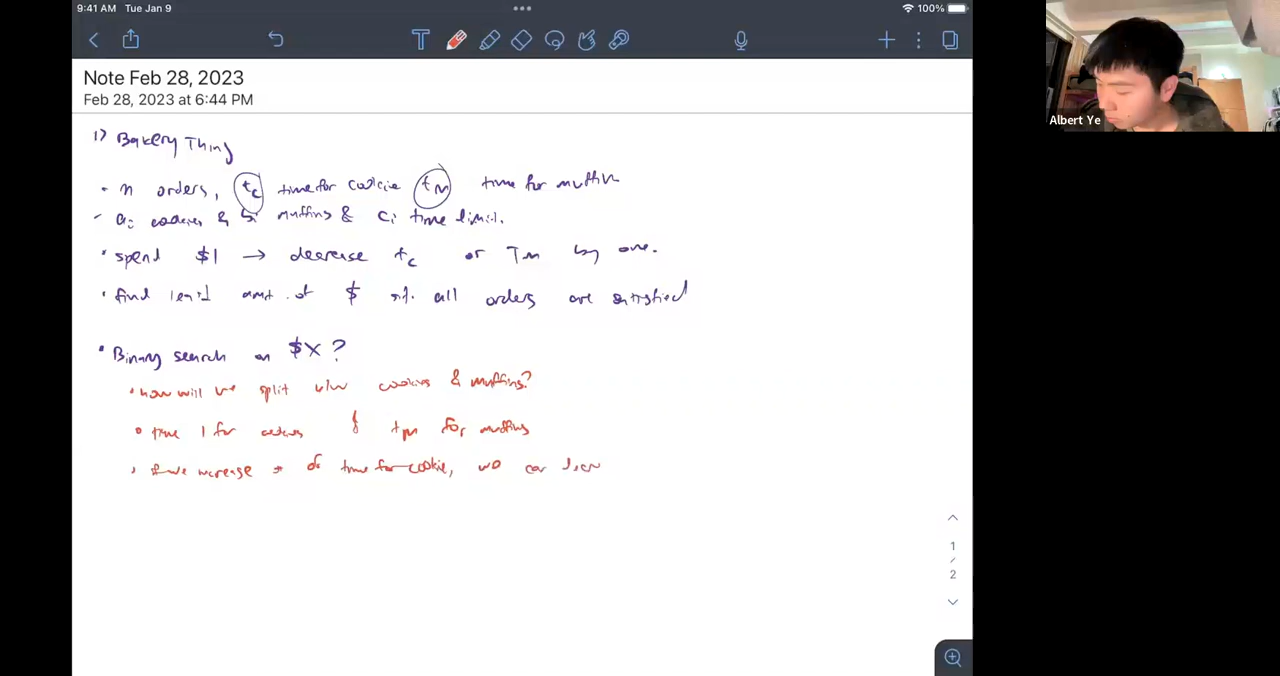 9:41 AM Tue Jan 9
100%
Note Feb 28, 2023
Feb 28, 2023 at 6:44 PM
1) Bakery Thing
• n orders, tc time for cookie tM time for muffin
- ai cookies & bi muffins & ci time limit.
• spend $1 → decrease tc or TM by one.
• find least amt. of $ s.t. all orders are satisfied
• Binary search on $X?
• how will we split b/w cookies & muffins?
• time 1 for cookies & tM for muffins
• if we increase # of time for cookie, we can
1
/
2
Albert Ye